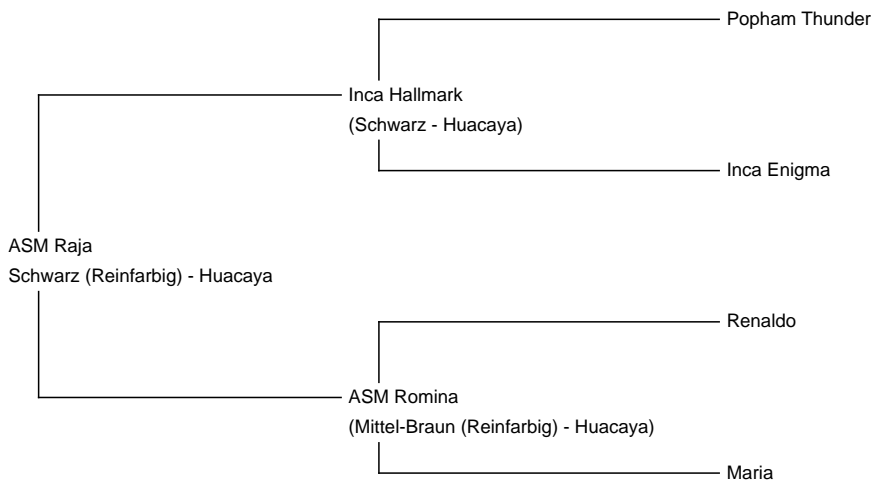 Popham Thunder
Inca Hallmark
(Schwarz - Huacaya)
Inca Enigma
ASM Raja
Schwarz (Reinfarbig) - Huacaya
Renaldo
ASM Romina
(Mittel-Braun (Reinfarbig) - Huacaya)
Maria